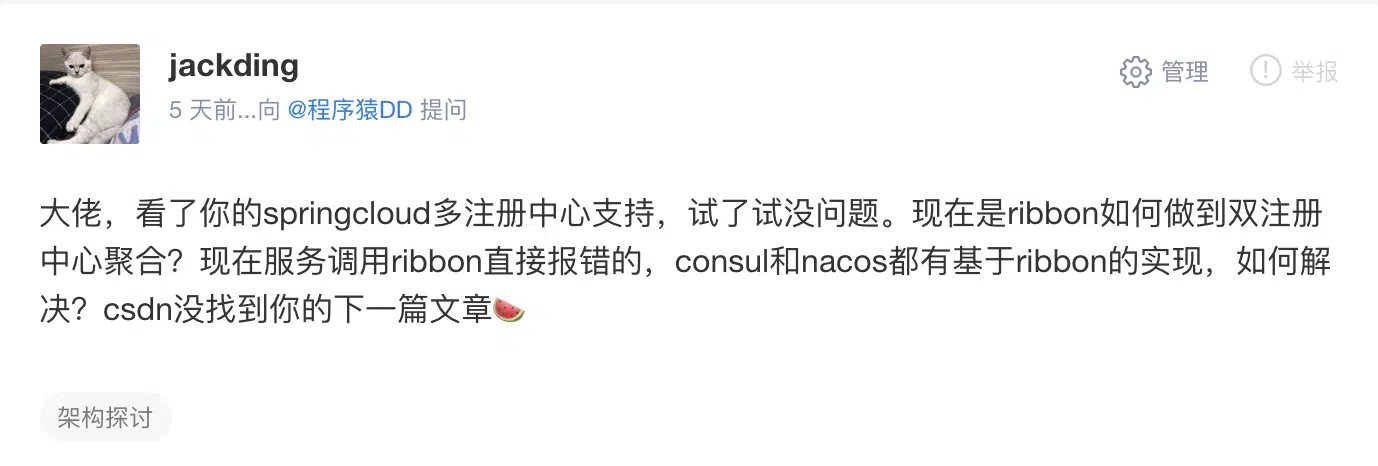 jackding
管理
举报
5 天前...向 @程序猿DD 提问
大佬，看了你的springcloud多注册中心支持，试了试没问题。现在是ribbon如何做到双注册
中心聚合？现在服务调用ribbon直接报错的，consul和nacos都有基于ribbon的实现，如何解
决？csdn没找到你的下一篇文章🍉
架构探讨